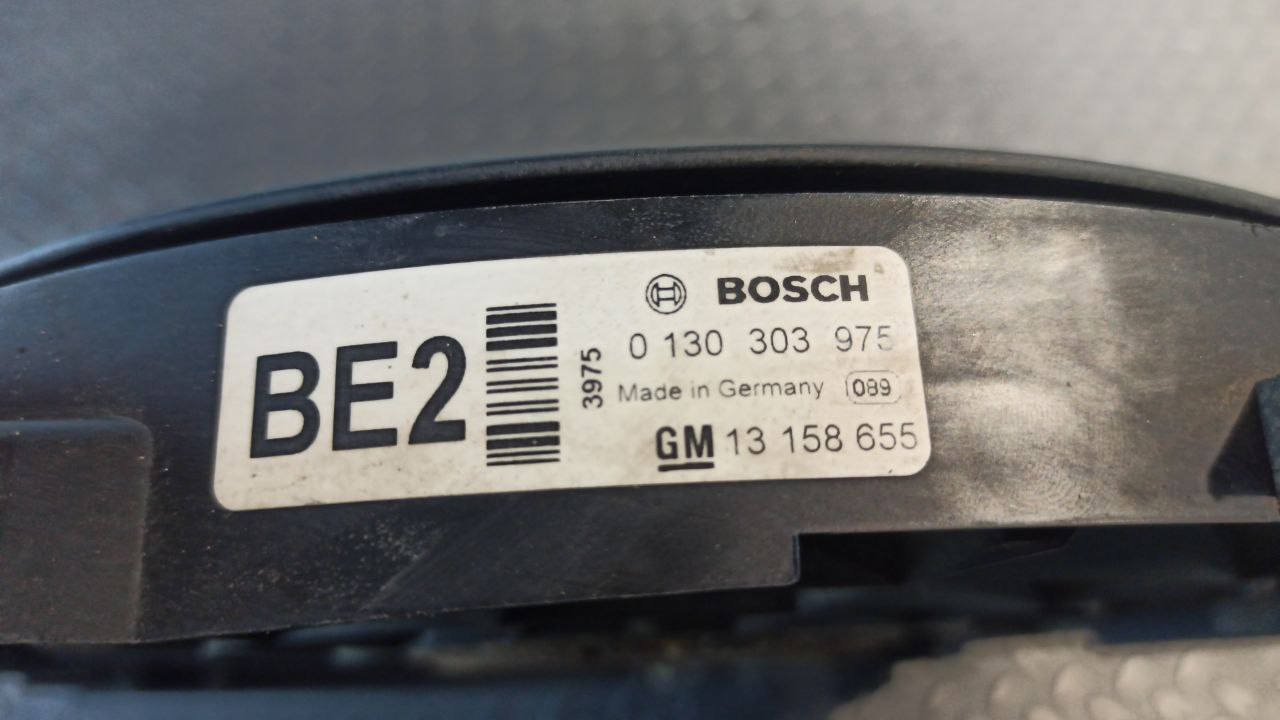 BE2
3975
BOSCH
0 130 303 975
Made in Germany 089
GM 13 158 655